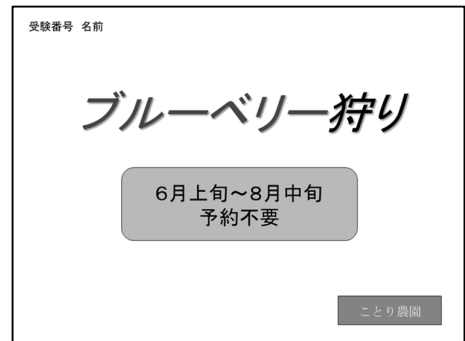 受験番号 名前
ブルーベリー狩り
6月上旬～8月中旬
予約不要
ことり農園